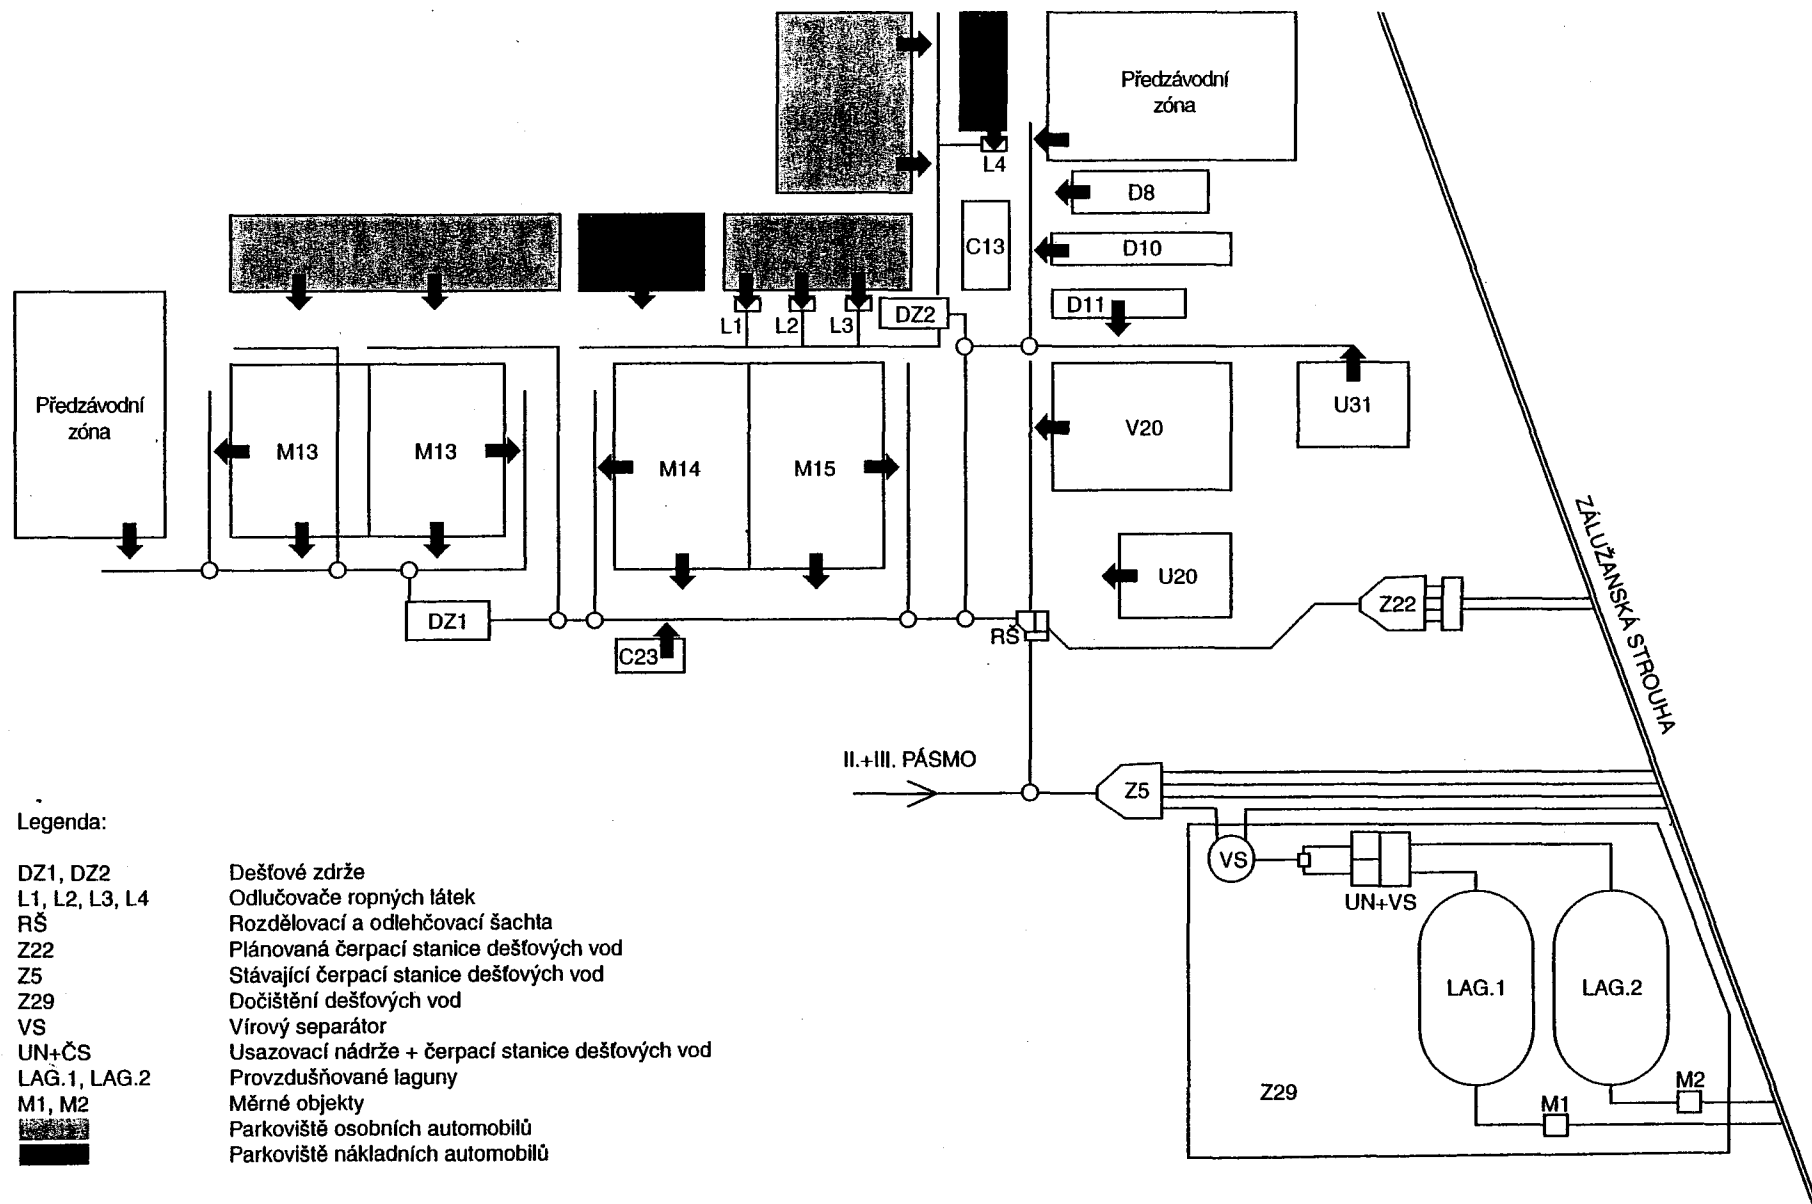 Předzávodní
zóna
L4
D8
C13
D10
D11
L1
L2
L3
DZ2
Předzávodní
zóna
M13
M13
M14
M15
V20
U31
U20
Z22
DZ1
C23
RŠ
ZÁLUŽANSKÁ STROUHA
II.+III. PÁSMO
Z5
VS
UN+VS
LAG.1
LAG.2
Z29
M1
M2
Legenda:
DZ1, DZ2 Dešťové zdrže
L1, L2, L3, L4 Odlučovače ropných látek
RŠ Rozdělovací a odlehčovací šachta
Z22 Plánovaná čerpací stanice dešťových vod
Z5 Stávající čerpací stanice dešťových vod
Z29 Dočištění dešťových vod
VS Vírový separátor
UN+ČS Usazovací nádrže + čerpací stanice dešťových vod
LAG.1, LAG.2 Provzdušňované laguny
M1, M2 Měrné objekty
Parkoviště osobních automobilů
Parkoviště nákladních automobilů